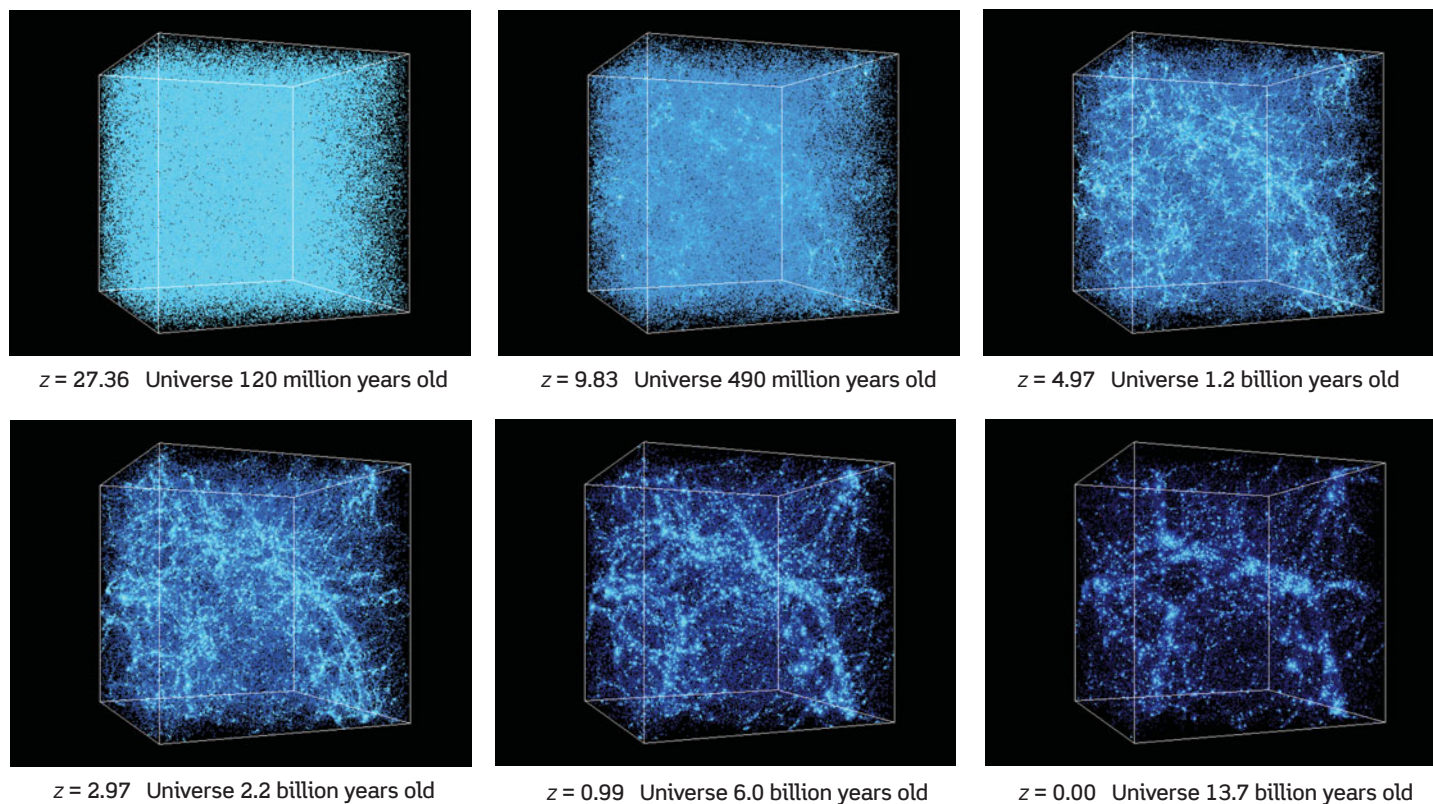 z = 27.36 Universe 120 million years old
z = 9.83 Universe 490 million years old
z = 4.97 Universe 1.2 billion years old
z = 2.97 Universe 2.2 billion years old
z = 0.99 Universe 6.0 billion years old
z = 0.00 Universe 13.7 billion years old